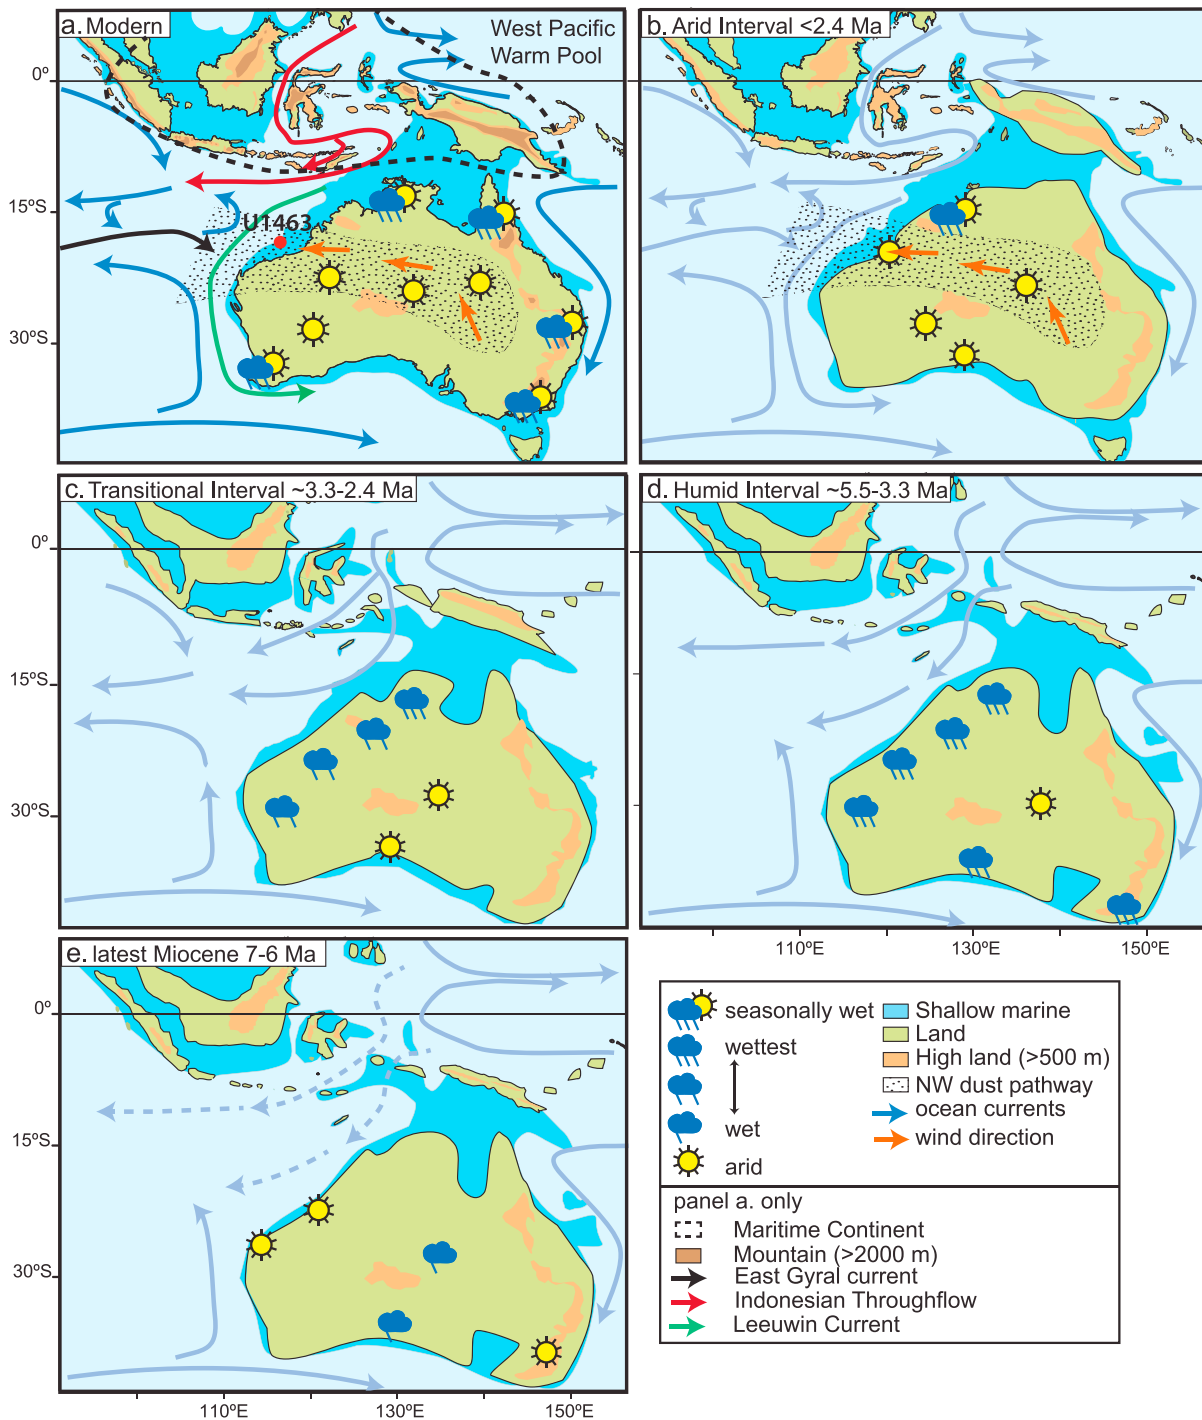 a. Modern
West Pacific
Warm Pool
b. Arid Interval <2.4 Ma
0º
15ºS
30ºS
U1463
c. Transitional Interval ~3.3-2.4 Ma
d. Humid Interval ~5.5-3.3 Ma
0º
15ºS
30ºS
110ºE
130ºE
150ºE
e. latest Miocene 7-6 Ma
0º
15ºS
30ºS
110ºE
130ºE
150ºE
seasonally wet
wettest
wet
arid
Shallow marine
Land
High land (>500 m)
NW dust pathway
ocean currents
wind direction
panel a. only
Maritime Continent
Mountain (>2000 m)
East Gyral current
Indonesian Throughflow
Leeuwin Current